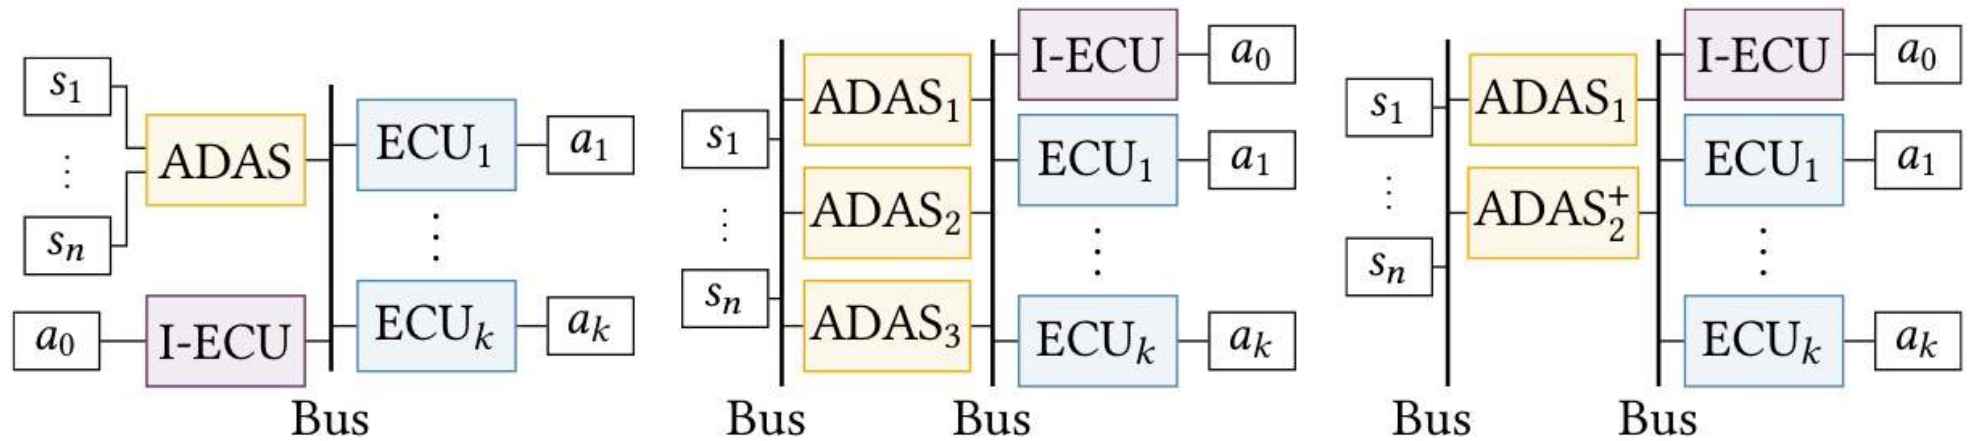 s₁
⋮
sₙ
a₀
ADAS
I-ECU
ECU₁
⋮
ECUₖ
a₁
aₖ
Bus
s₁
⋮
sₙ
ADAS₁
ADAS₂
ADAS₃
I-ECU
ECU₁
⋮
ECUₖ
a₀
a₁
aₖ
Bus
Bus
s₁
⋮
sₙ
ADAS₁
ADAS₂⁺
I-ECU
ECU₁
⋮
ECUₖ
a₀
a₁
aₖ
Bus
Bus